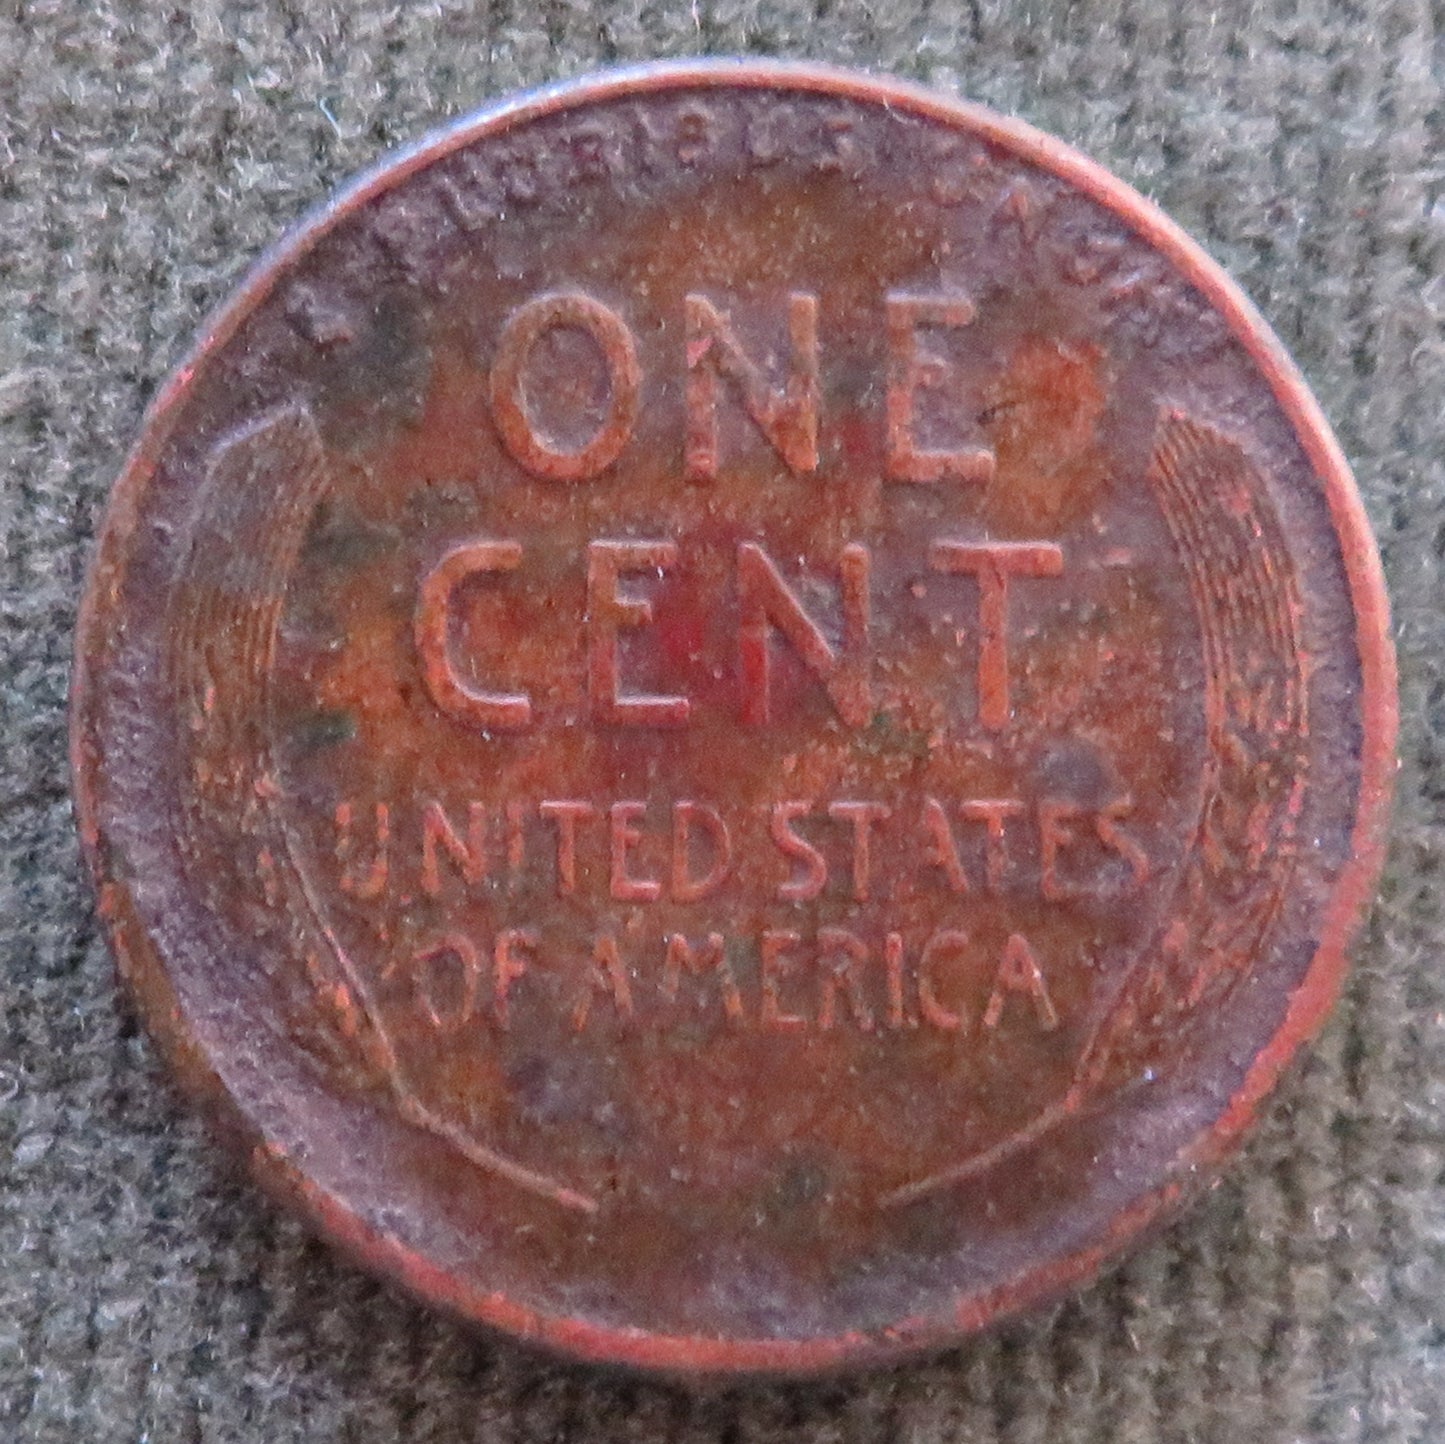 ONE
CENT
UNITED STATES
OF AMERICA